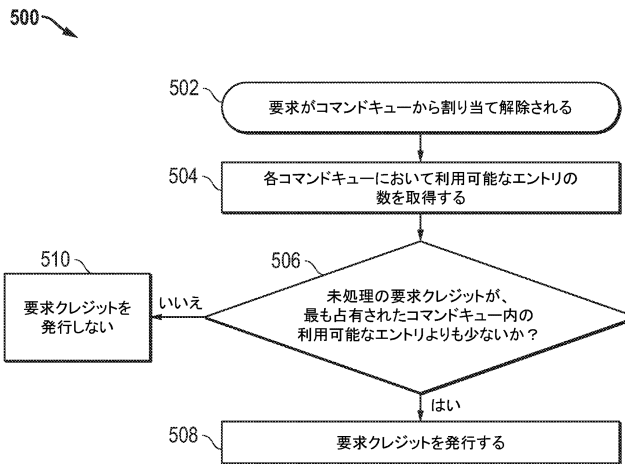 500
502
要求がコマンドキューから割り当て解除される
504
各コマンドキューにおいて利用可能なエントリの
数を取得する
510
506
要求クレジットを
発行しない
いいえ
未処理の要求クレジットが、
最も占有されたコマンドキュー内の
利用可能なエントリよりも少ないか？
はい
508
要求クレジットを発行する